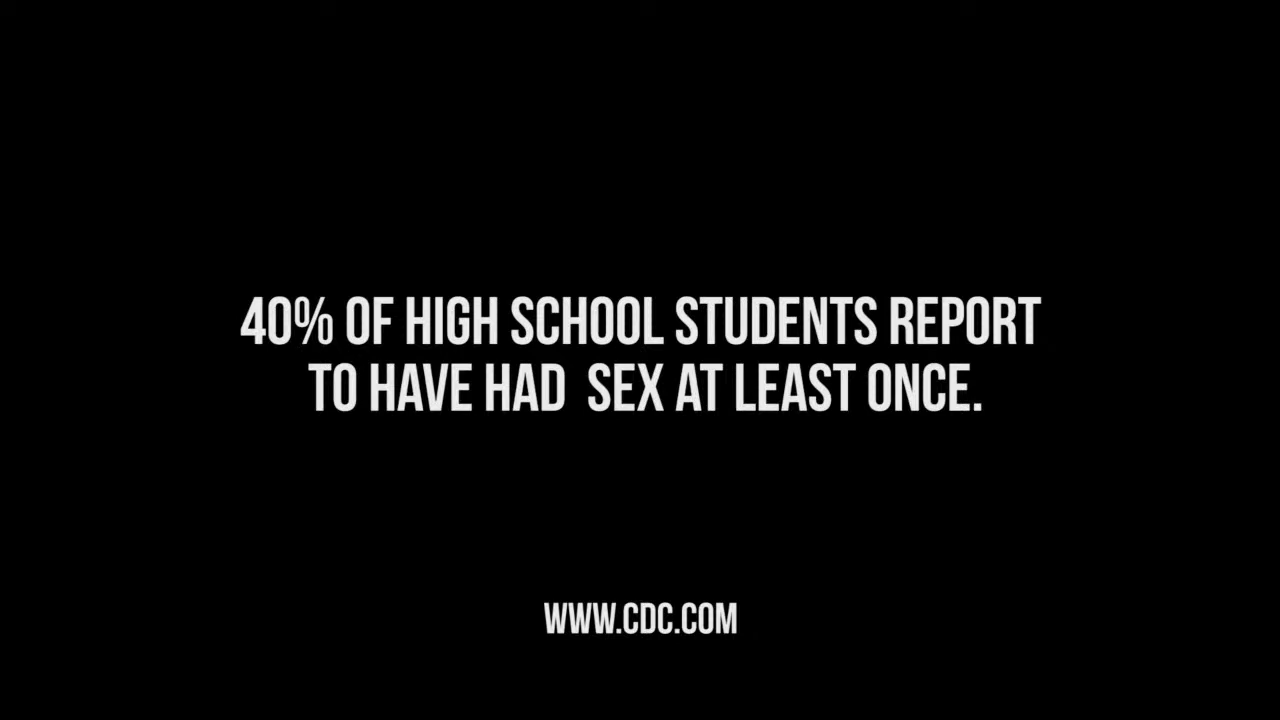 40% OF HIGH SCHOOL STUDENTS REPORT
TO HAVE HAD SEX AT LEAST ONCE.
WWW.CDC.COM